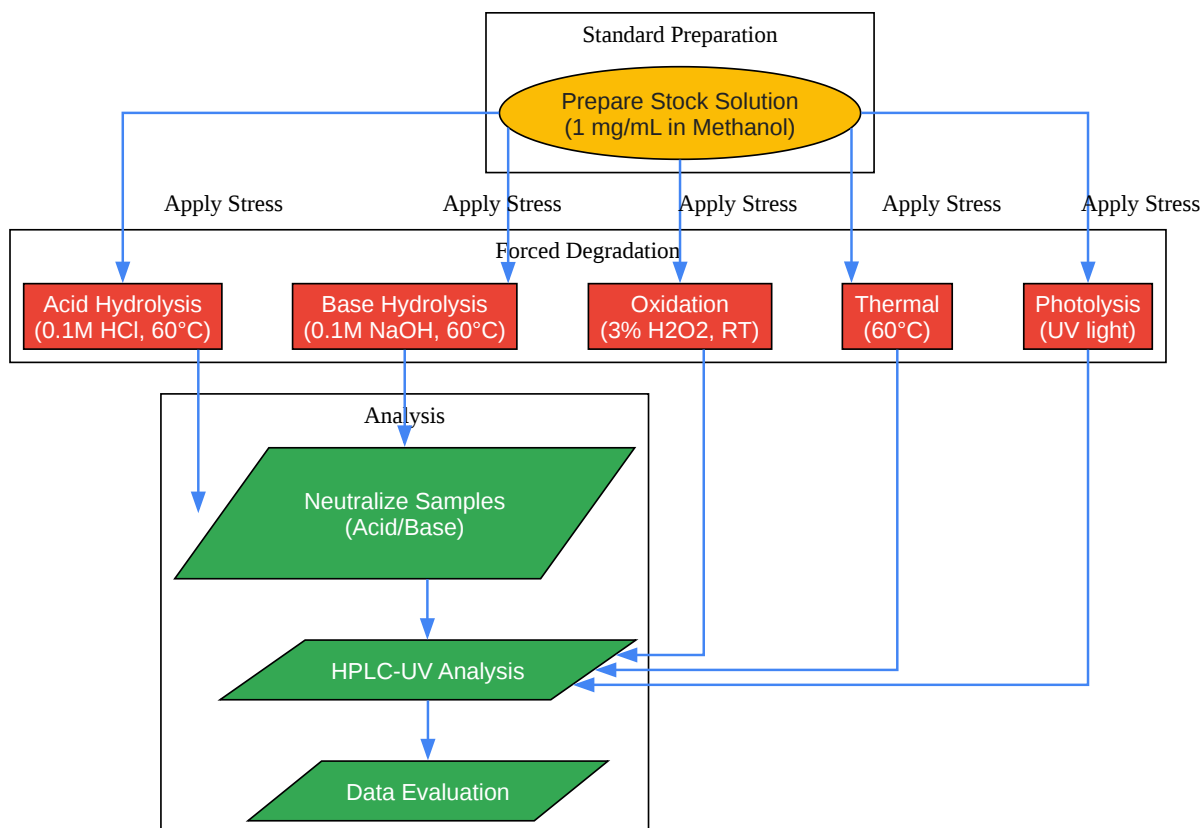 Standard Preparation
Prepare Stock Solution
(1 mg/mL in Methanol)
Apply Stress
Apply Stress
Apply Stress
Apply Stress
Apply Stress
Forced Degradation
Acid Hydrolysis
(0.1M HCl, 60°C)
Base Hydrolysis
(0.1M NaOH, 60°C)
Oxidation
(3% H2O2, RT)
Thermal
(60°C)
Photolysis
(UV light)
Analysis
Neutralize Samples
(Acid/Base)
HPLC-UV Analysis
Data Evaluation